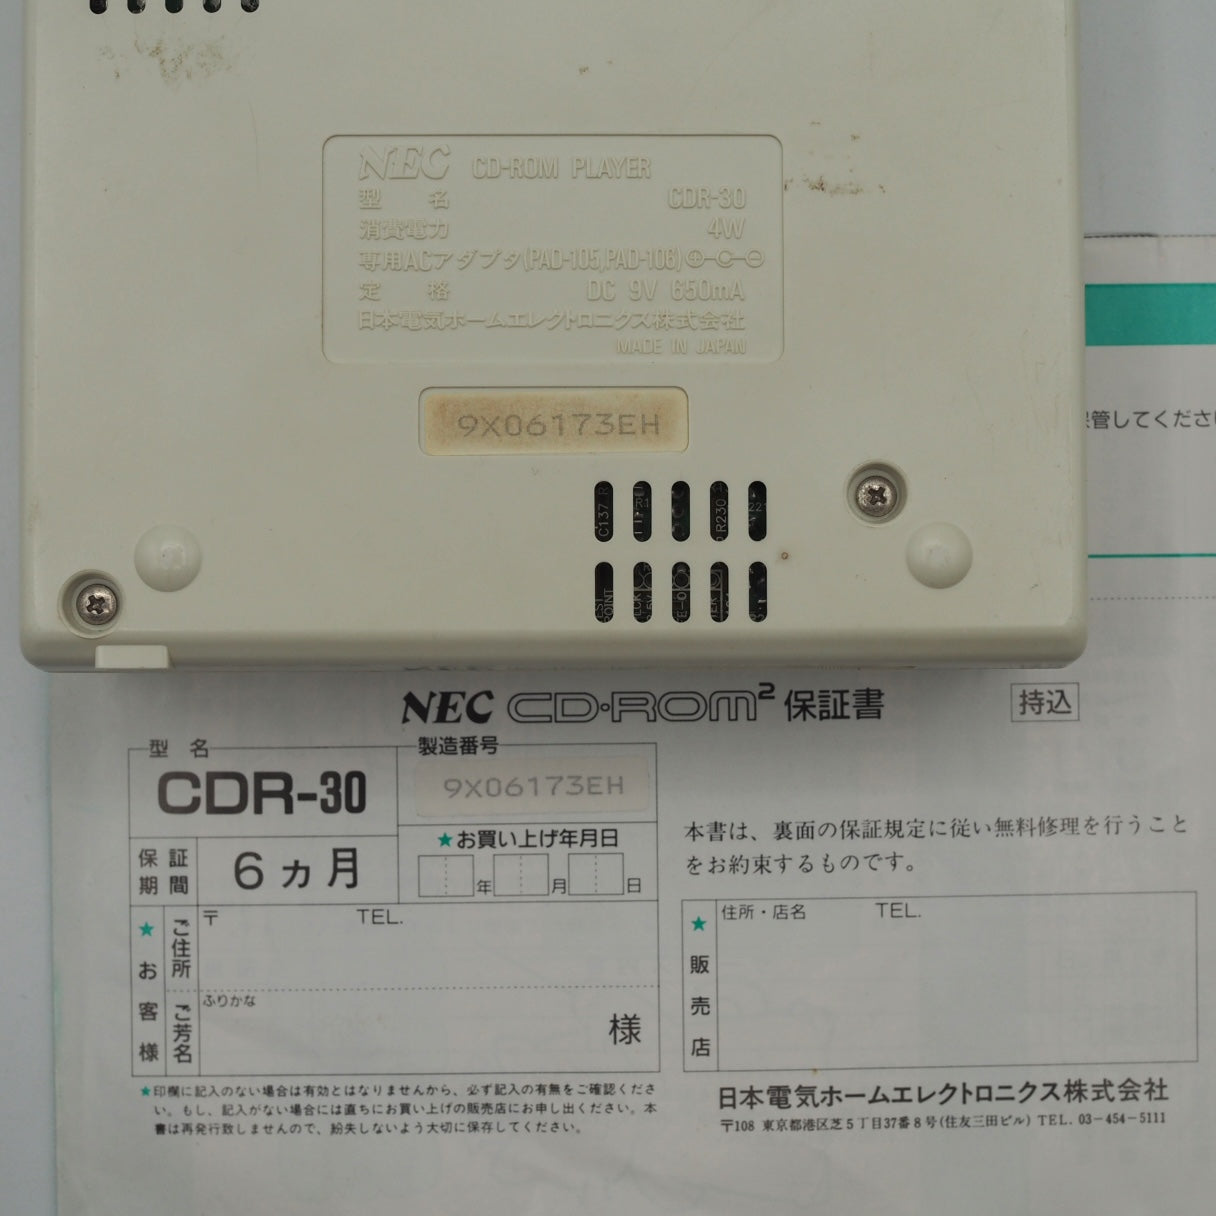 NEC CD-ROM PLAYER
型名 CDR-30
消費電力 4W
専用ACアダプタ(PAD-105,PAD-106)
定格 DC 9V 650mA
日本電気ホームエレクトロニクス株式会社
MADE IN JAPAN
9X06173EH
C137 R
R230
221
POINT
管してくださ
NEC CD-ROM² 保証書
持込
型名
CDR-30
製造番号
9X06173EH
保証期間
6ヵ月
★お買い上げ年月日
年 月 日
★お客様
ご住所
〒 TEL.
ご芳名
ふりかな
様
本書は、裏面の保証規定に従い無料修理を行うこと
をお約束するものです。
★販売店
住所・店名 TEL.
★印欄に記入のない場合は有効とはなりませんから、必ず記入の有無をご確認くださ
い。もし、記入がない場合には直ちにお買い上げの販売店にお申し出ください。本
書は再発行致しませんので、紛失しないよう大切に保存してください。
日本電気ホームエレクトロニクス株式会社
〒108 東京都港区芝5丁目37番8号(住友三田ビル) TEL. 03-454-5111